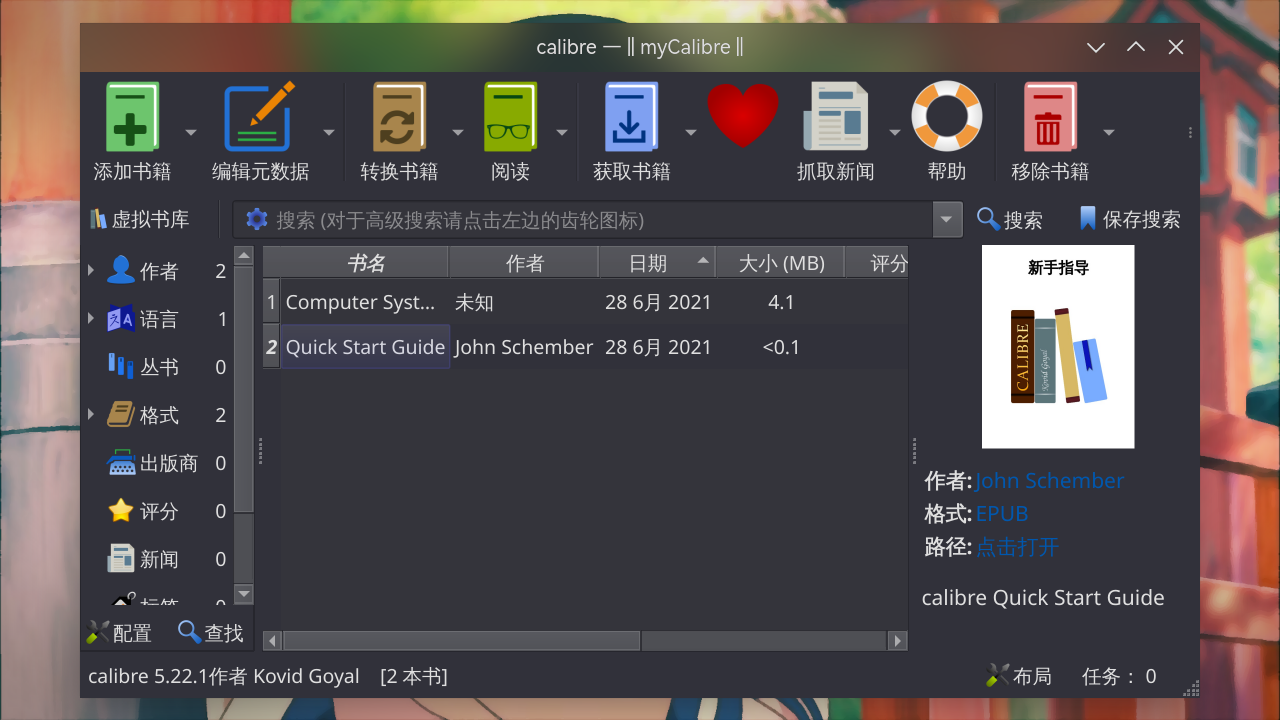 calibre — || myCalibre ||
添加书籍 编辑元数据 转换书籍 阅读 获取书籍 抓取新闻 帮助 移除书籍
虚拟书库 搜索 (对于高级搜索请点击左边的齿轮图标) 搜索 保存搜索
作者 2
语言 1
丛书 0
格式 2
出版商 0
评分 0
新闻 0
标签 0
配置 查找
书名 作者 日期 大小 (MB) 评分
1 Computer Syst... 未知 28 6月 2021 4.1
2 Quick Start Guide John Schember 28 6月 2021 <0.1
新手指导
CALIBRE
Kovid Goyal
作者: John Schember
格式: EPUB
路径: 点击打开
calibre Quick Start Guide
calibre 5.22.1作者 Kovid Goyal [2 本书] 布局 任务： 0